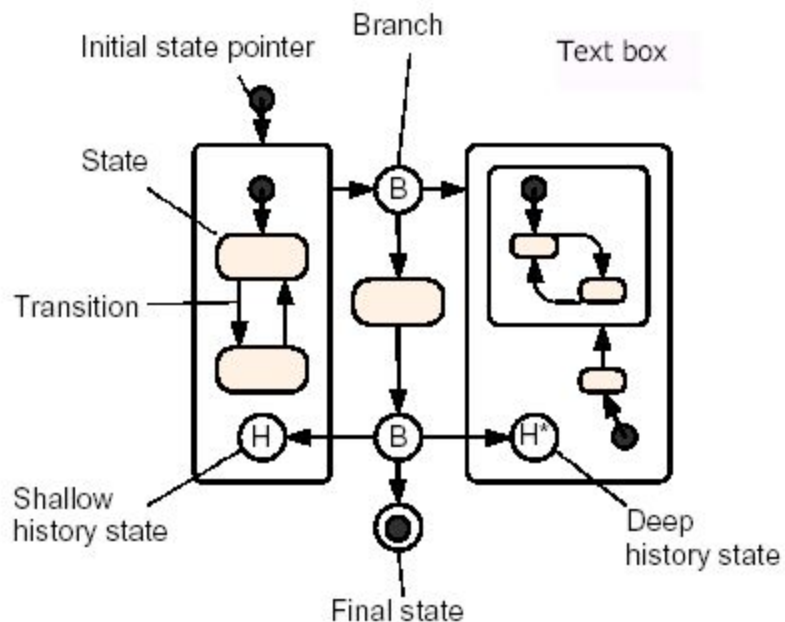 Branch
Initial state pointer
Text box
State
B
Transition
H
B
H*
Shallow
history state
Deep
history state
Final state